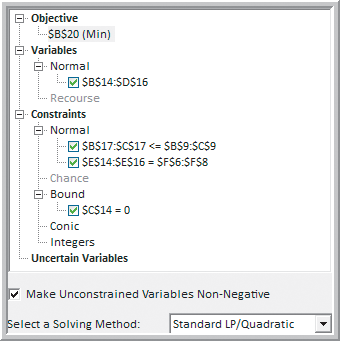 Objective
$B$20 (Min)
Variables
Normal
$B$14:$D$16
Recourse
Constraints
Normal
$B$17:$C$17 <= $B$9:$C$9
$E$14:$E$16 = $F$6:$F$8
Chance
Bound
$C$14 = 0
Conic
Integers
Uncertain Variables
Make Unconstrained Variables Non-Negative
Select a Solving Method: Standard LP/Quadratic